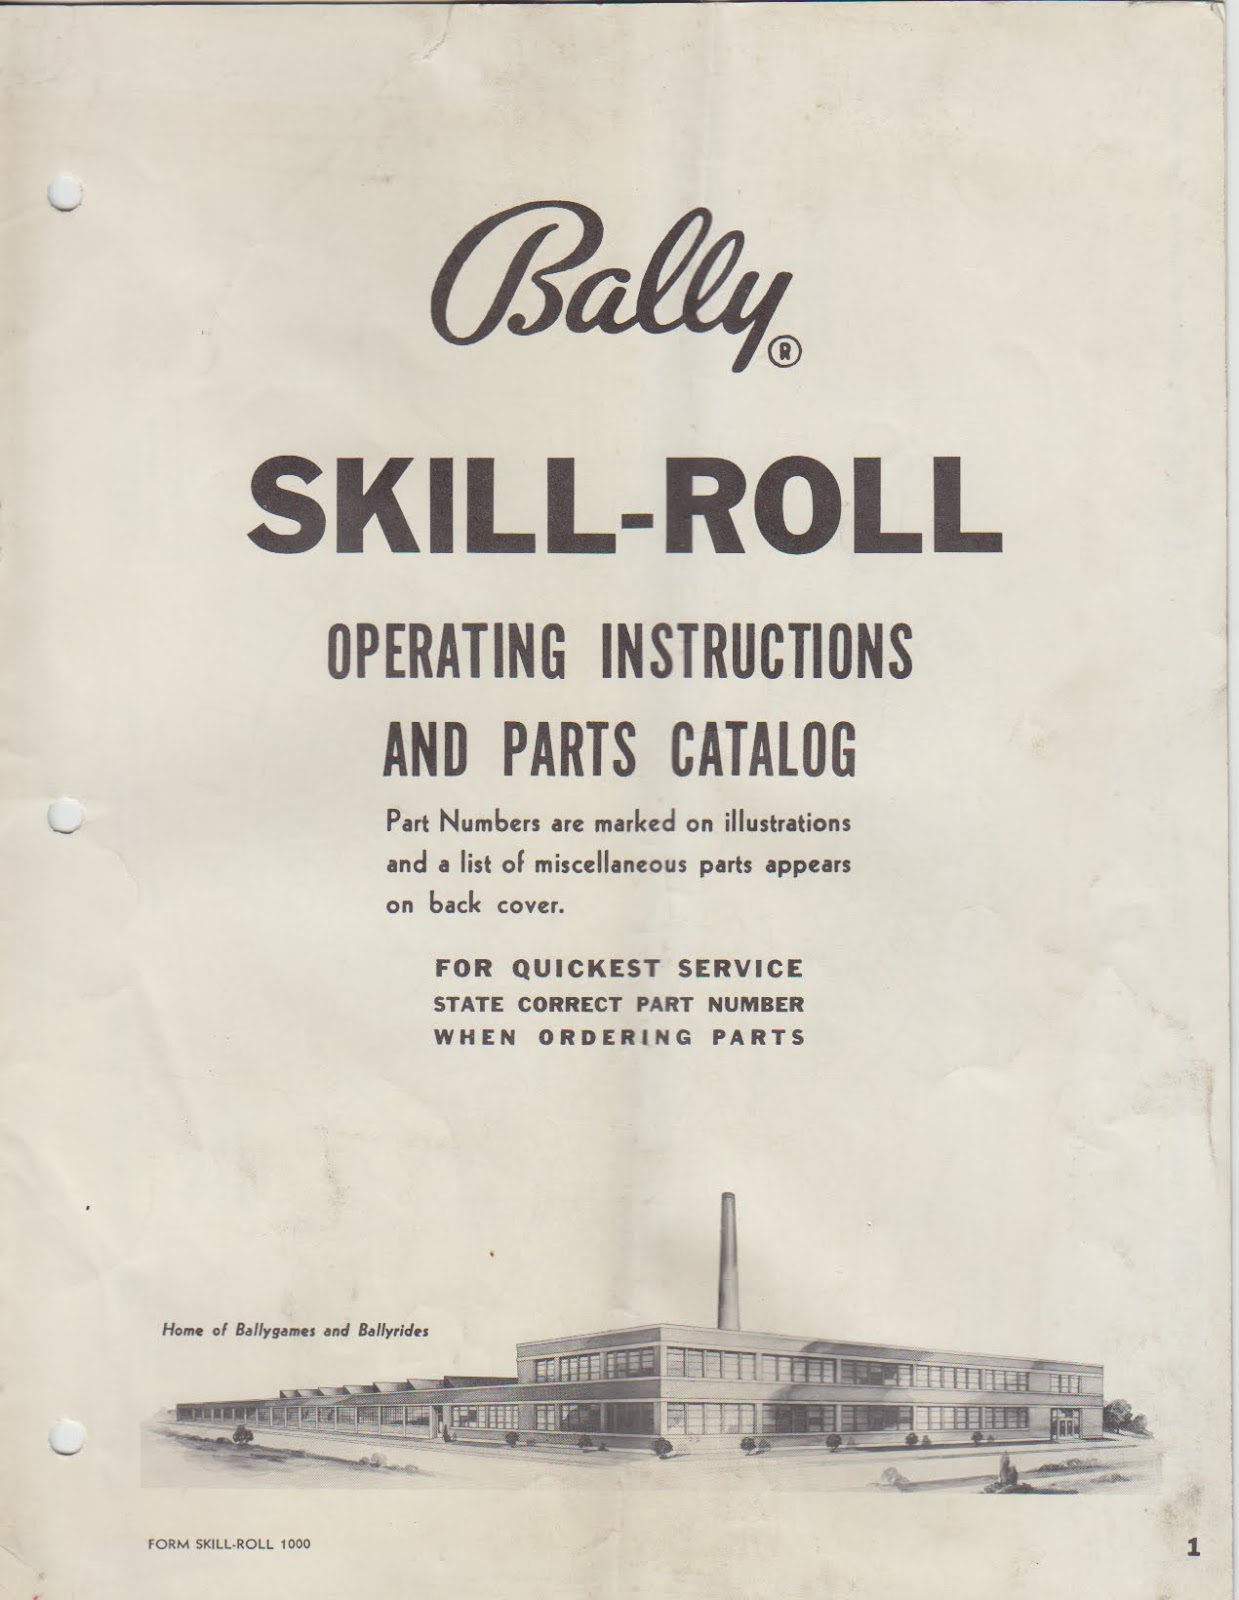 Bally®
SKILL-ROLL
OPERATING INSTRUCTIONS
AND PARTS CATALOG
Part Numbers are marked on illustrations
and a list of miscellaneous parts appears
on back cover.
FOR QUICKEST SERVICE
STATE CORRECT PART NUMBER
WHEN ORDERING PARTS
Home of Ballygames and Ballyrides
FORM SKILL-ROLL 1000
1